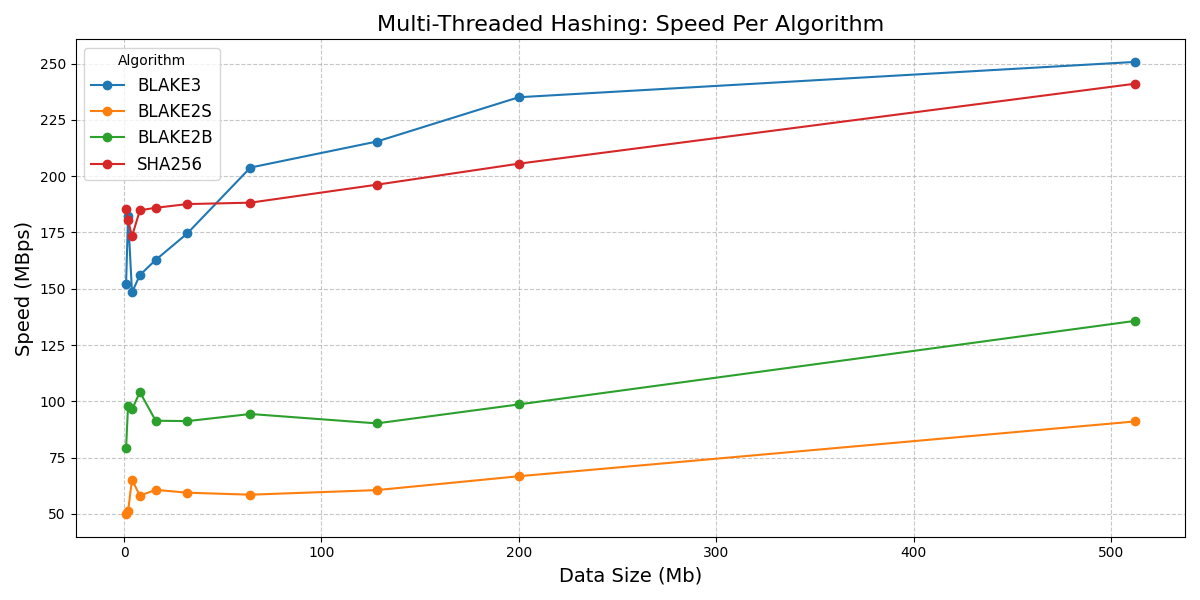 Multi-Threaded Hashing: Speed Per Algorithm
Algorithm
BLAKE3
BLAKE2S
BLAKE2B
SHA256
Speed (MBps)
250
225
200
175
150
125
100
75
50
0
100
200
300
400
500
Data Size (Mb)